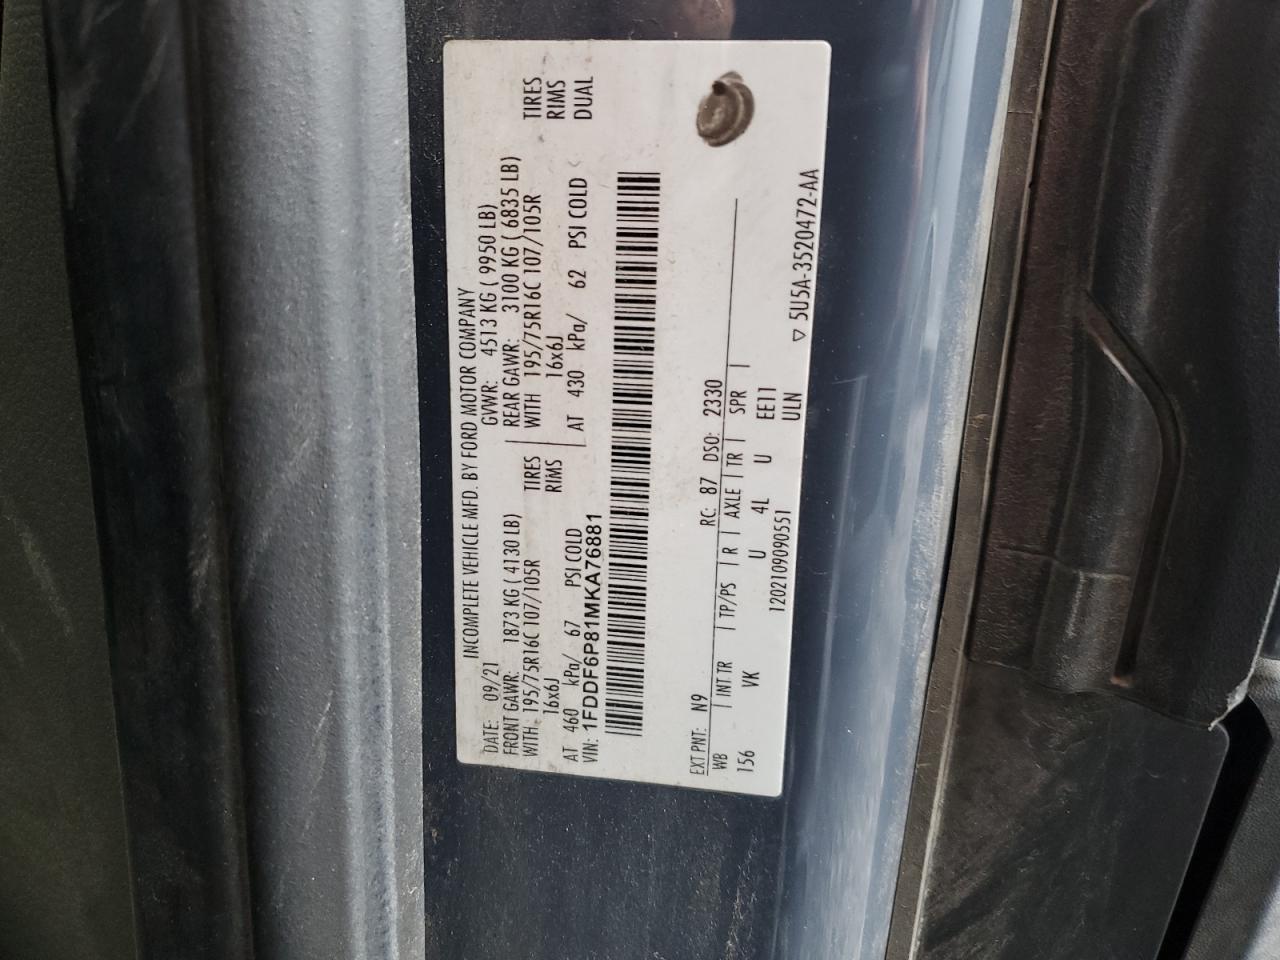 INCOMPLETE VEHICLE MFD. BY FORD MOTOR COMPANY
DATE: 09/21 GVWR: 4513 KG ( 9950 LB)
FRONT GAWR: 1873 KG ( 4130 LB) REAR GAWR: 3100 KG ( 6835 LB)
WITH 195/75R16C 107/105R TIRES WITH 195/75R16C 107/105R TIRES
16x6J RIMS 16x6J RIMS
AT 460 kPa/ 67 PSI COLD AT 430 kPa/ 62 PSI COLD DUAL
VIN: 1FDDF6P81MKA76881
EXT PNT: N9 RC: 87 DSO: 2330
WB INT TR TP/PS R AXLE TR SPR
156 VK U 4L U EE11
1202109090551 ULN
▽ 5U5A-3520472-AA